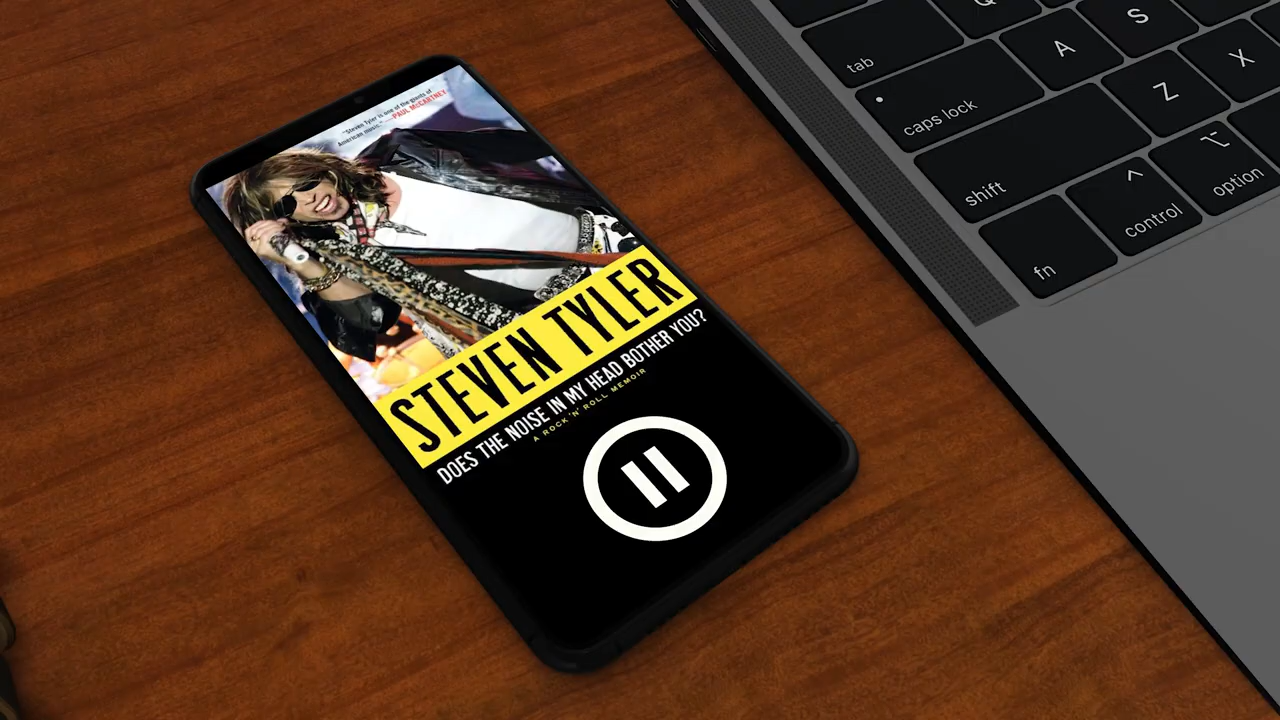 "Steven Tyler is one of the giants of
American music." —PAUL McCARTNEY
STEVEN TYLER
DOES THE NOISE IN MY HEAD BOTHER YOU?
A ROCK 'N' ROLL MEMOIR
Q
tab
A
S
caps lock
Z
X
shift
fn
^
control
⌥
option